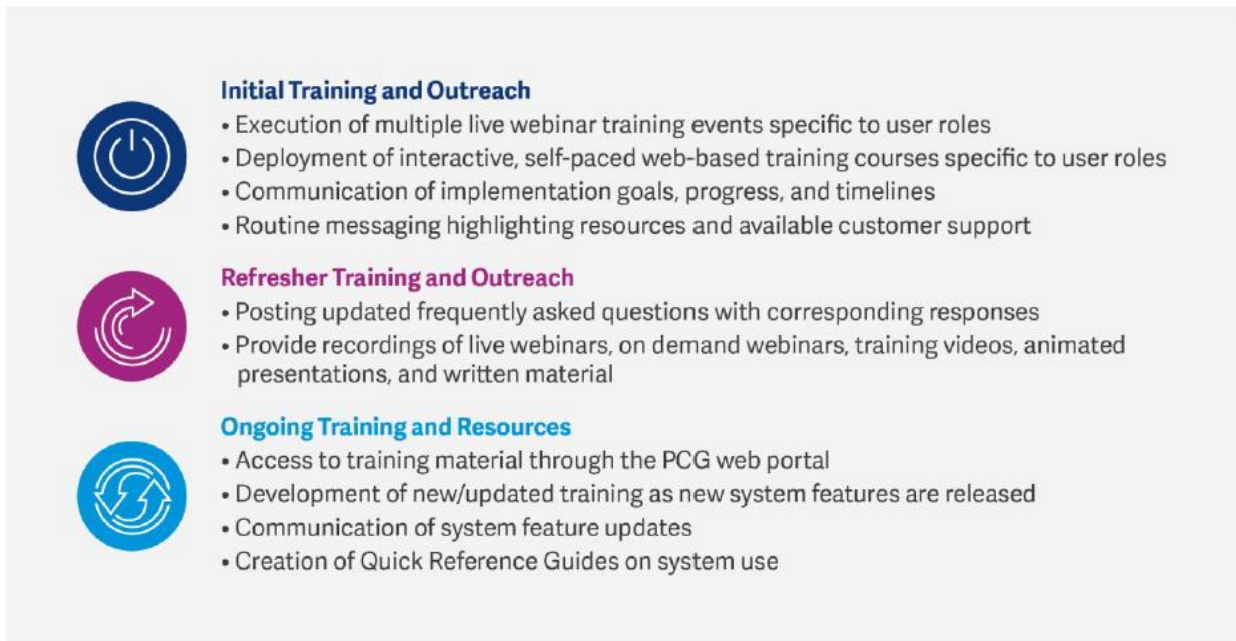 Initial Training and Outreach
• Execution of multiple live webinar training events specific to user roles
• Deployment of interactive, self-paced web-based training courses specific to user roles
• Communication of implementation goals, progress, and timelines
• Routine messaging highlighting resources and available customer support
Refresher Training and Outreach
• Posting updated frequently asked questions with corresponding responses
• Provide recordings of live webinars, on demand webinars, training videos, animated
presentations, and written material
Ongoing Training and Resources
• Access to training material through the PCG web portal
• Development of new/updated training as new system features are released
• Communication of system feature updates
• Creation of Quick Reference Guides on system use